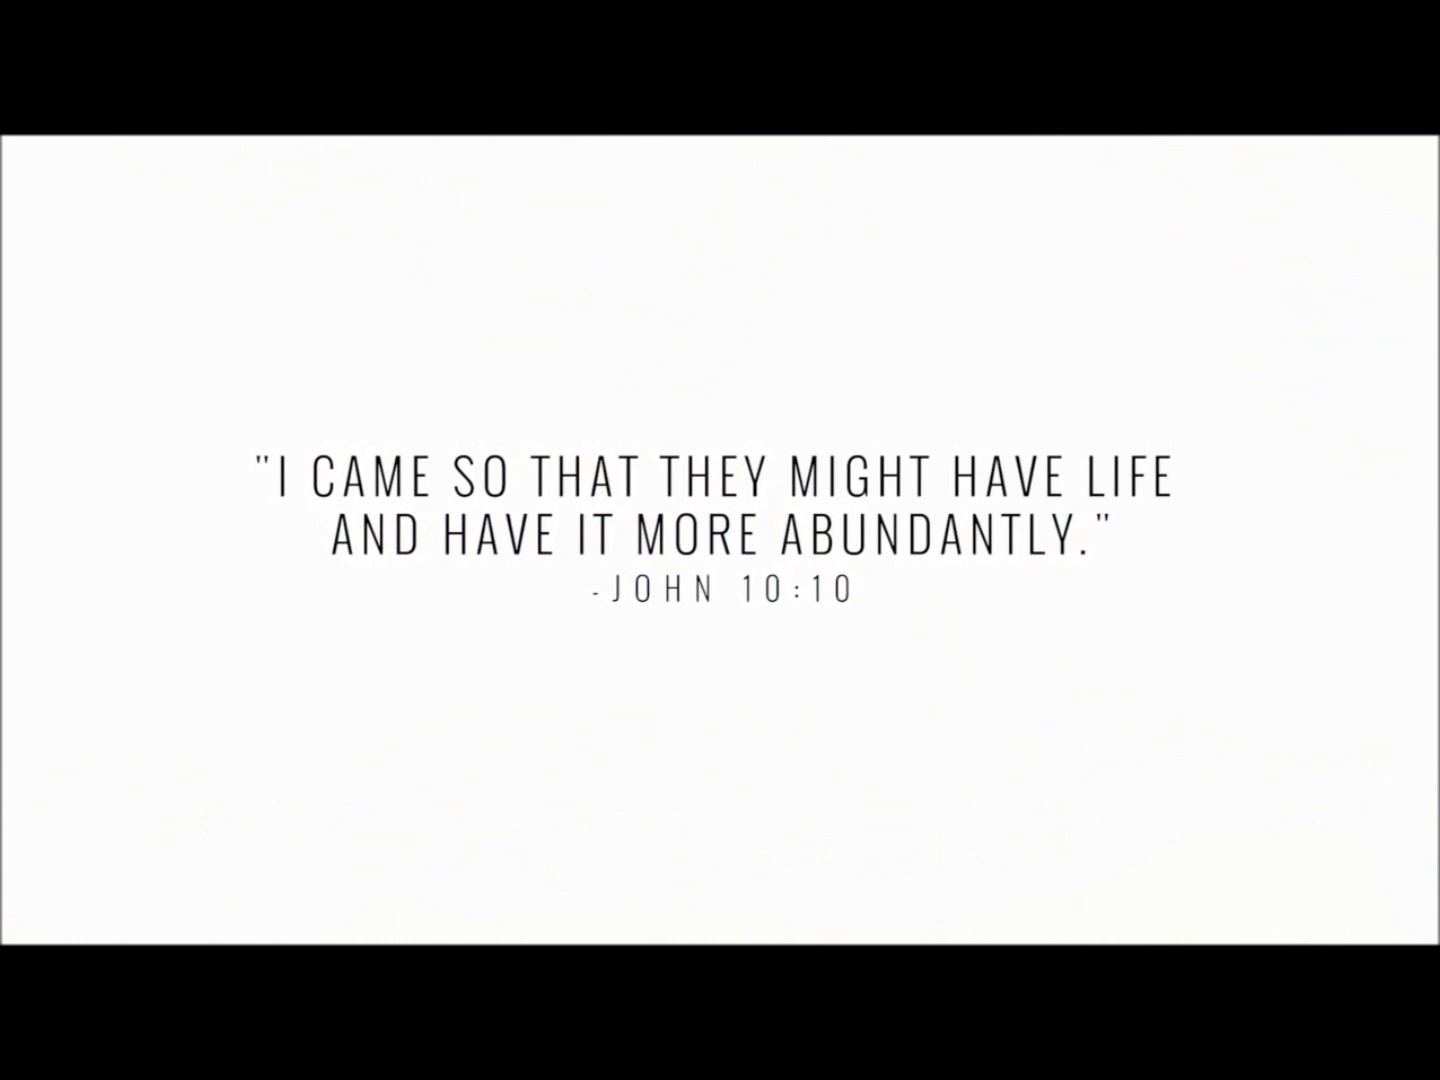 "I CAME SO THAT THEY MIGHT HAVE LIFE
AND HAVE IT MORE ABUNDANTLY."
-JOHN 10:10